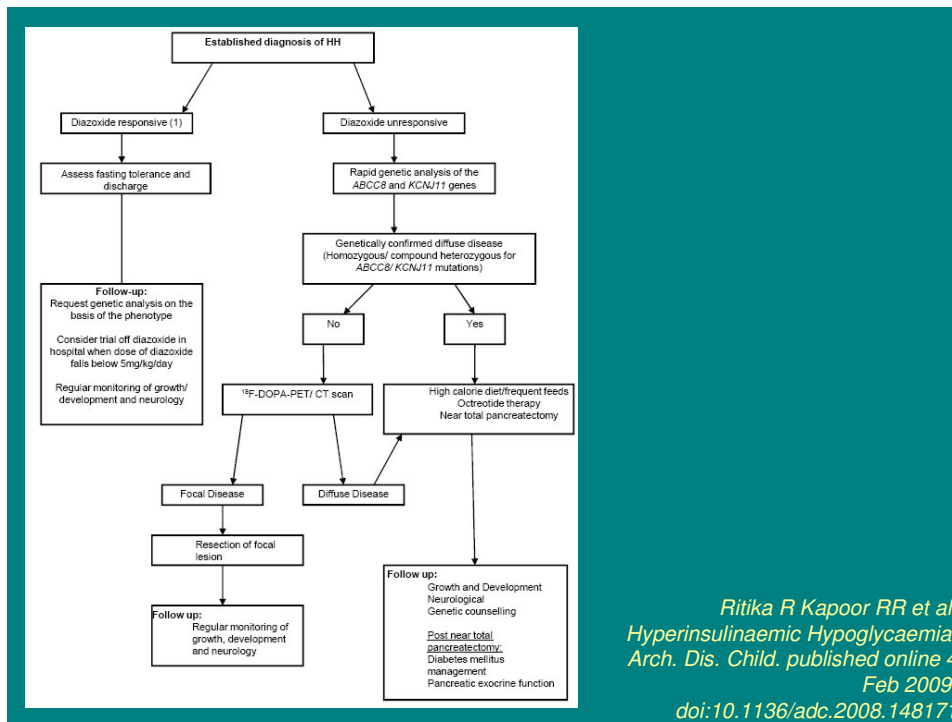 Established diagnosis of HH
Diazoxide responsive (1)
Diazoxide unresponsive
Assess fasting tolerance and
discharge
Rapid genetic analysis of the
ABCC8 and KCNJ11 genes
Genetically confirmed diffuse disease
(Homozygous/ compound heterozygous for
ABCC8/ KCNJ11 mutations)
Follow-up:
Request genetic analysis on the
basis of the phenotype
Consider trial off diazoxide in
hospital when dose of diazoxide
falls below 5mg/kg/day
Regular monitoring of growth/
development and neurology
No
Yes
18F-DOPA-PET/ CT scan
High calorie diet/frequent feeds
Octreotide therapy
Near total pancreatectomy
Focal Disease
Diffuse Disease
Resection of focal
lesion
Follow up:
Regular monitoring of
growth, development
and neurology
Follow up:
Growth and Development
Neurological
Genetic counselling
Post near total
pancreatectomy:
Diabetes mellitus
management
Pancreatic exocrine function
Ritika R Kapoor RR et al
Hyperinsulinaemic Hypoglycaemia
Arch. Dis. Child. published online 4
Feb 2009
doi:10.1136/adc.2008.148171